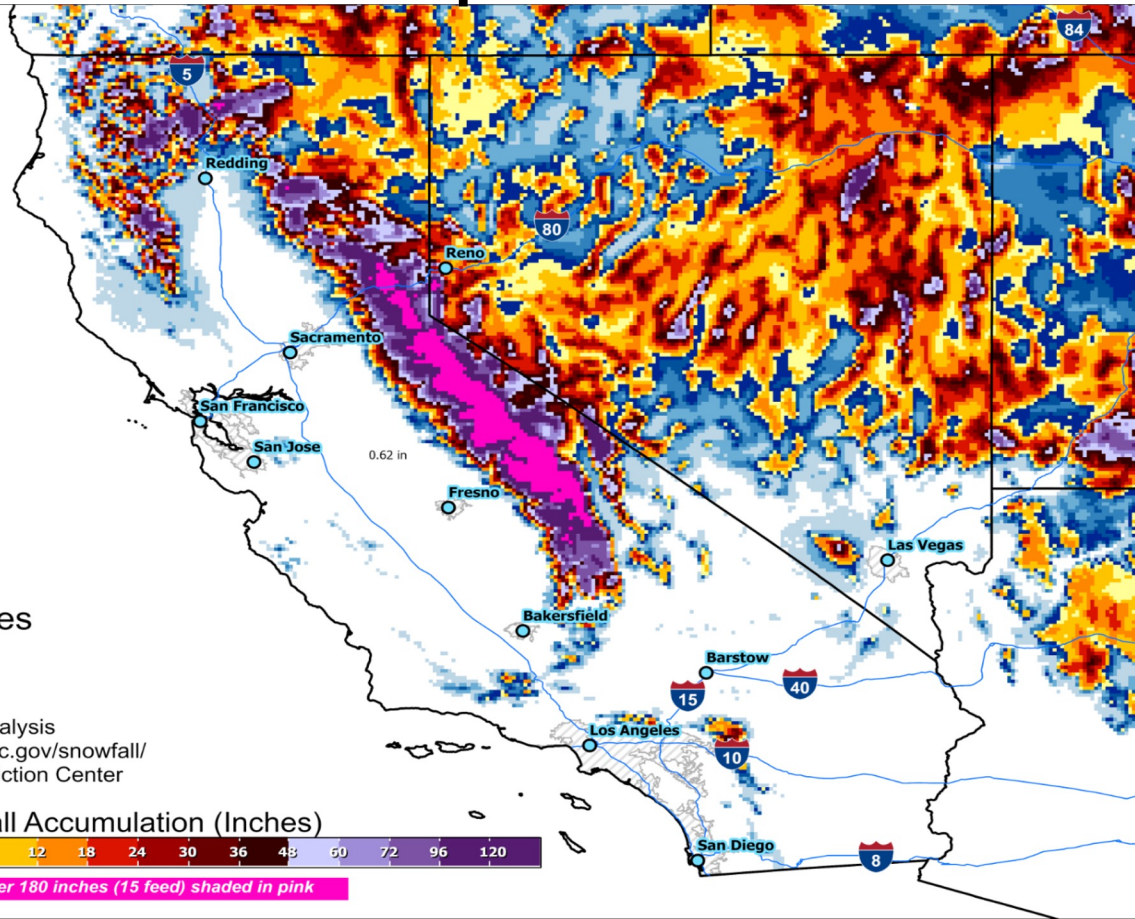 84
5
Redding
80
Reno
Sacramento
San Francisco
San Jose
0.62 in
Fresno
Las Vegas
es
Bakersfield
Barstow
15
40
alysis
Los Angeles
c.gov/snowfall/
10
ction Center
all Accumulation (Inches)
12 18 24 30 36 48 60 72 96 120
San Diego
8
er 180 inches (15 feed) shaded in pink